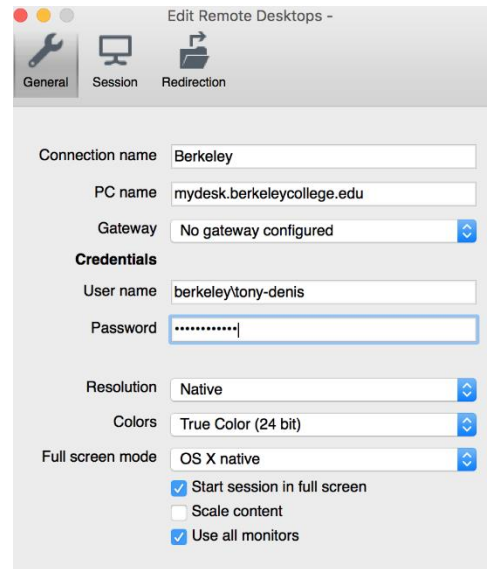 Edit Remote Desktops -
General Session Redirection
Connection name Berkeley
PC name mydesk.berkeleycollege.edu
Gateway No gateway configured
Credentials
User name berkeley\tony-denis
Password ••••••••••••
Resolution Native
Colors True Color (24 bit)
Full screen mode OS X native
Start session in full screen
Scale content
Use all monitors